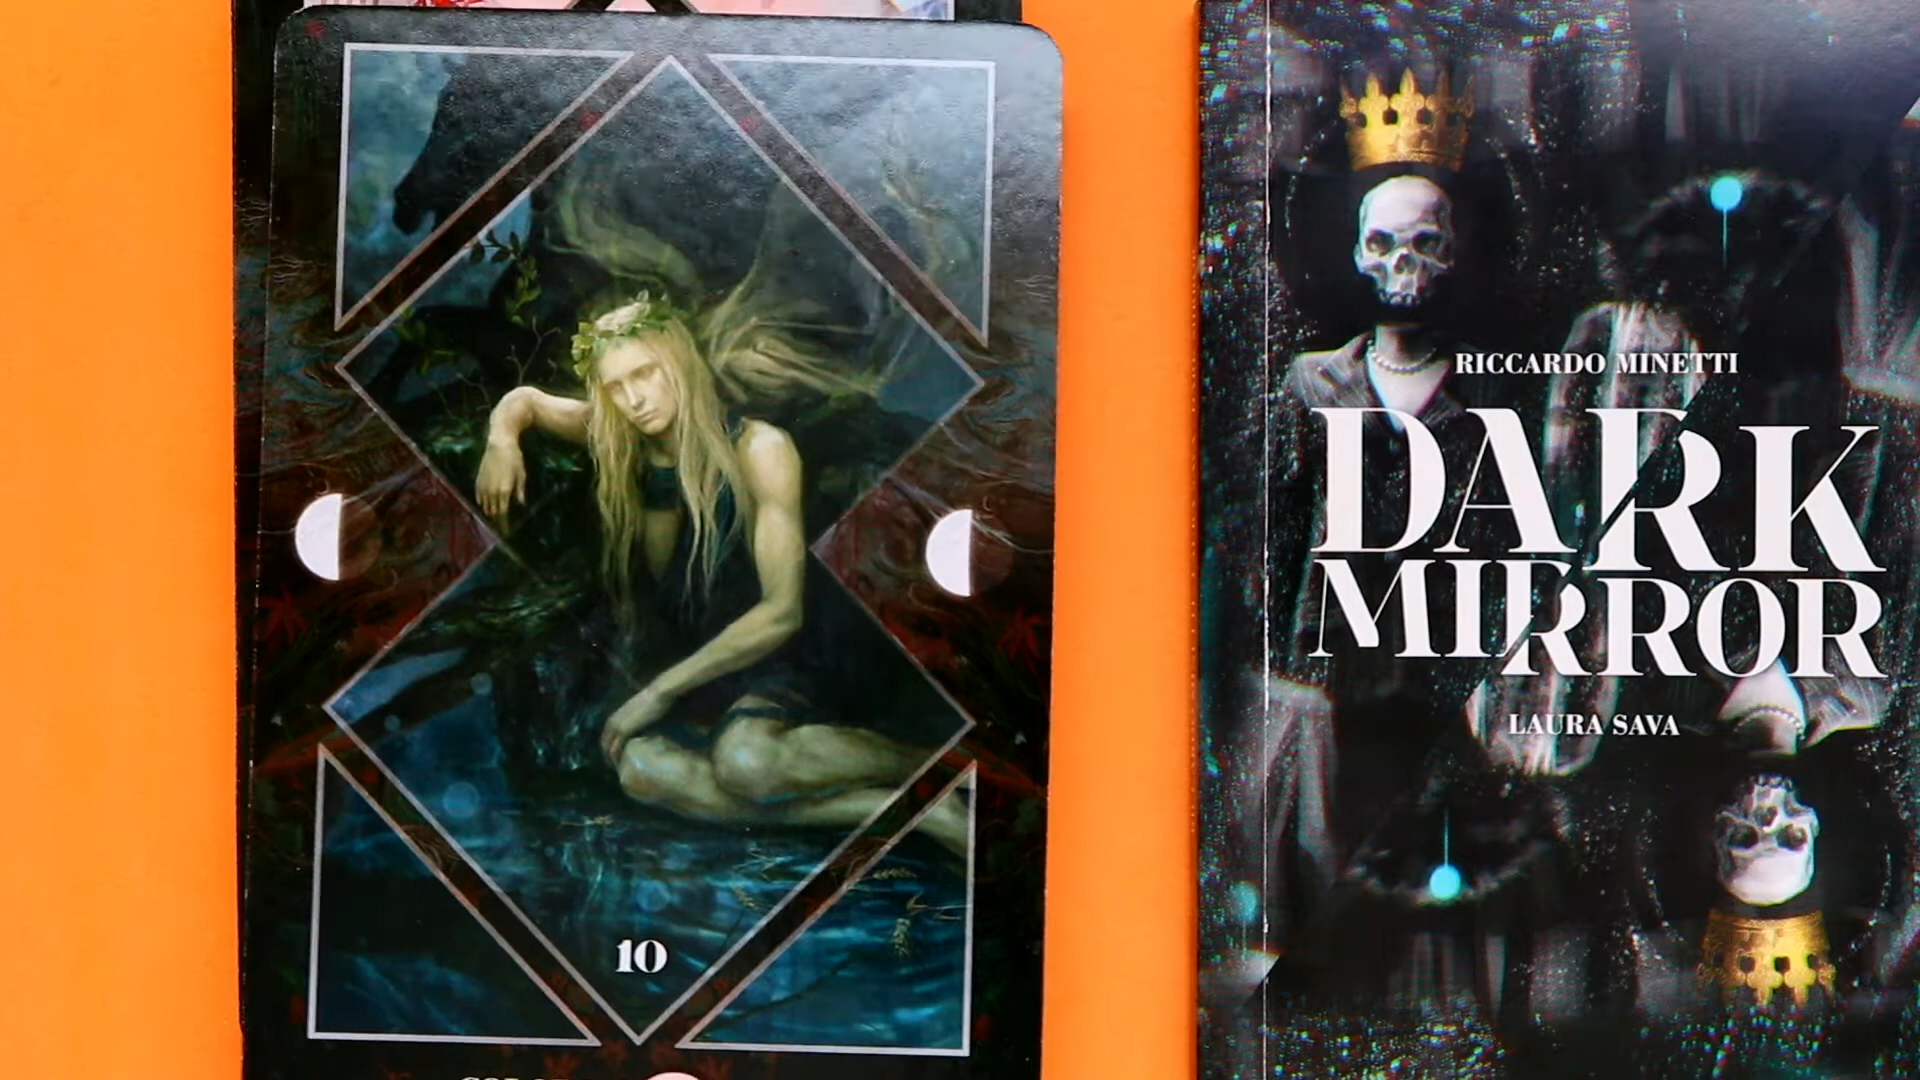 10
RICCARDO MINETTI
DARK
MIRROR
LAURA SAVA